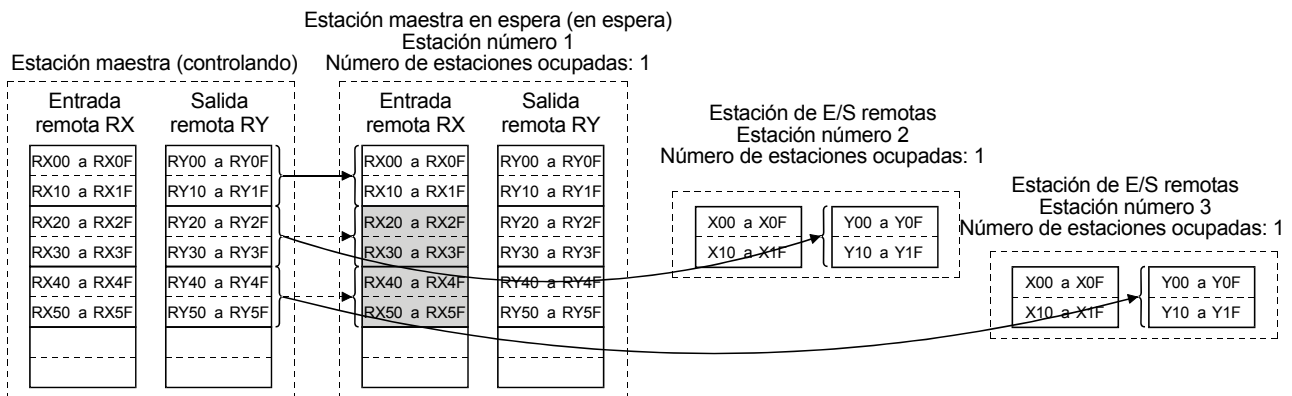 Estación maestra (controlando)
Entrada remota RX
Salida remota RY
RX00 a RX0F
RY00 a RY0F
RX10 a RX1F
RY10 a RY1F
RX20 a RX2F
RY20 a RY2F
RX30 a RX3F
RY30 a RY3F
RX40 a RX4F
RY40 a RY4F
RX50 a RX5F
RY50 a RY5F
Estación maestra en espera (en espera)
Estación número 1
Número de estaciones ocupadas: 1
Entrada remota RX
Salida remota RY
RX00 a RX0F
RY00 a RY0F
RX10 a RX1F
RY10 a RY1F
RX20 a RX2F
RY20 a RY2F
RX30 a RX3F
RY30 a RY3F
RX40 a RX4F
RY40 a RY4F
RX50 a RX5F
RY50 a RY5F
Estación de E/S remotas
Estación número 2
Número de estaciones ocupadas: 1
X00 a X0F
Y00 a Y0F
X10 a X1F
Y10 a Y1F
Estación de E/S remotas
Estación número 3
Número de estaciones ocupadas: 1
X00 a X0F
Y00 a Y0F
X10 a X1F
Y10 a Y1F